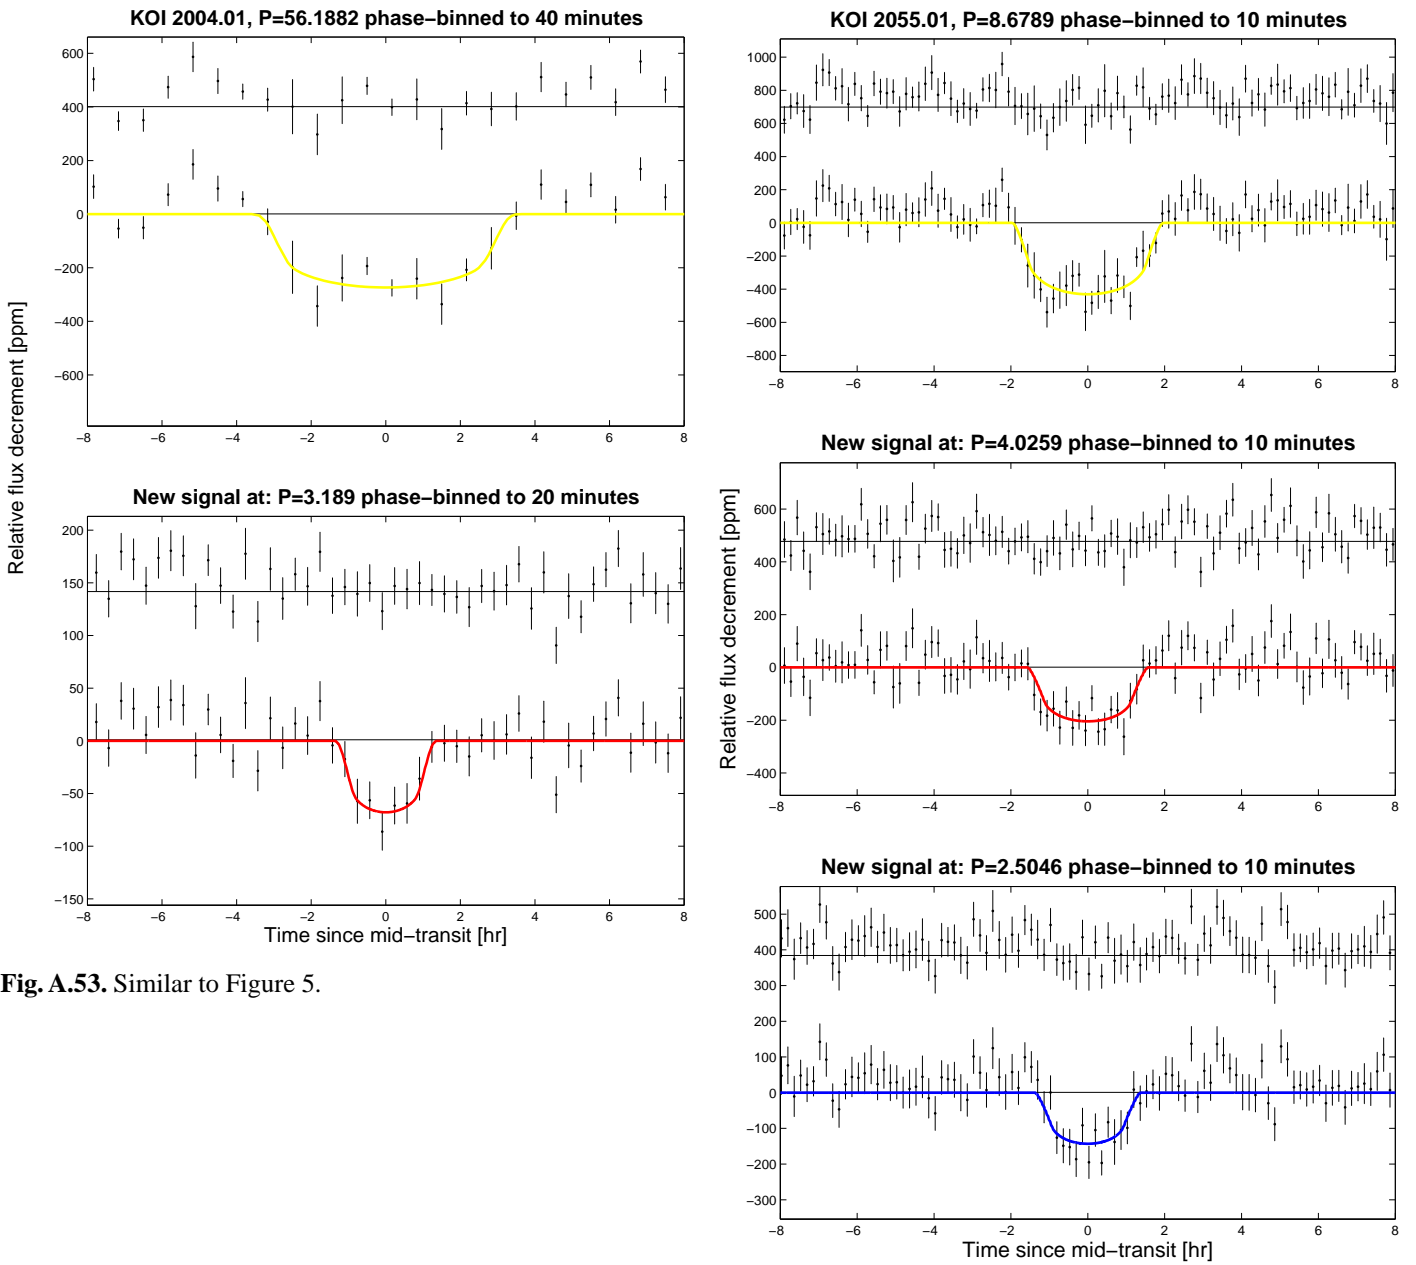 KOI 2004.01, P=56.1882 phase−binned to 40 minutes
600
400
200
0
−200
−400
−600
−8 −6 −4 −2 0 2 4 6 8
New signal at: P=3.189 phase−binned to 20 minutes
200
150
100
50
0
−50
−100
−150
−8 −6 −4 −2 0 2 4 6 8
Time since mid−transit [hr]
Relative flux decrement [ppm]
Fig. A.53. Similar to Figure 5.
KOI 2055.01, P=8.6789 phase−binned to 10 minutes
1000
800
600
400
200
0
−200
−400
−600
−800
−8 −6 −4 −2 0 2 4 6 8
New signal at: P=4.0259 phase−binned to 10 minutes
600
400
200
0
−200
−400
−8 −6 −4 −2 0 2 4 6 8
Relative flux decrement [ppm]
New signal at: P=2.5046 phase−binned to 10 minutes
500
400
300
200
100
0
−100
−200
−300
−8 −6 −4 −2 0 2 4 6 8
Time since mid−transit [hr]